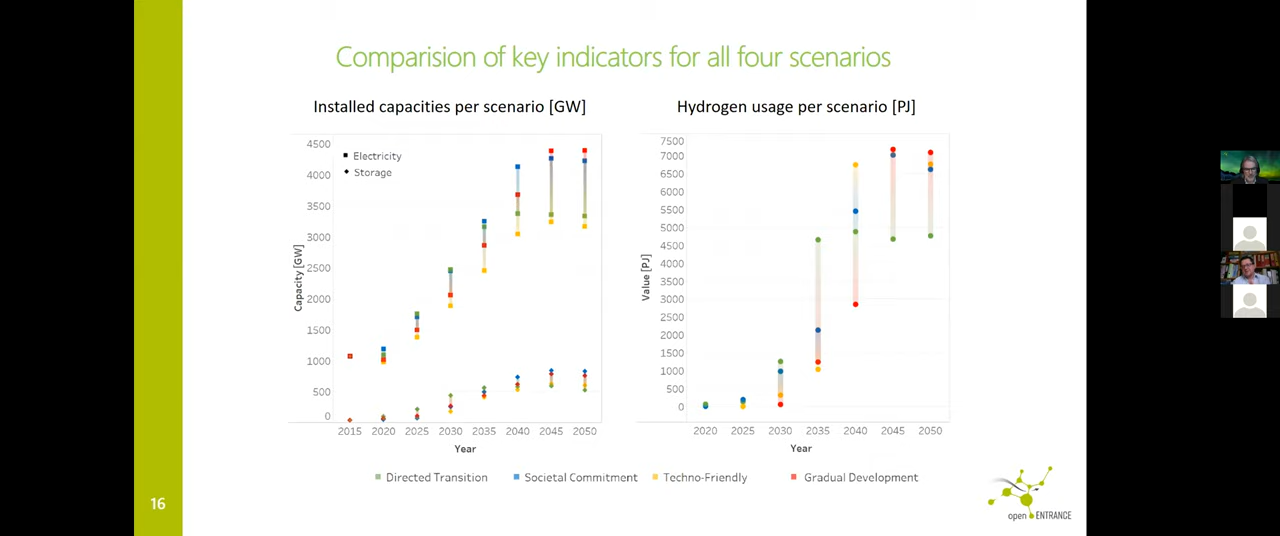 Comparision of key indicators for all four scenarios
Installed capacities per scenario [GW]
Electricity
Storage
Capacity [GW]
4500
4000
3500
3000
2500
2000
1500
1000
500
0
2015 2020 2025 2030 2035 2040 2045 2050
Year
Hydrogen usage per scenario [PJ]
Value [PJ]
7500
7000
6500
6000
5500
5000
4500
4000
3500
3000
2500
2000
1500
1000
500
0
2020 2025 2030 2035 2040 2045 2050
Year
Directed Transition Societal Commitment Techno-Friendly Gradual Development
16
open ENTRANCE